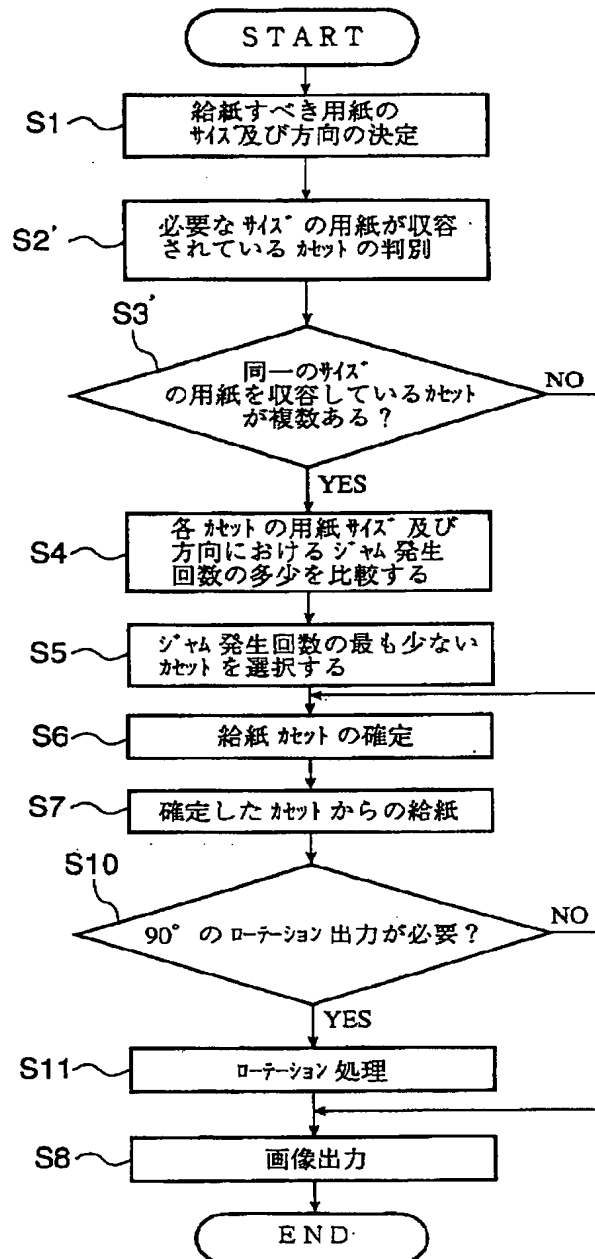 START
S1
給紙すべき用紙の
サイズ及び方向の決定
S2'
必要なサイズの用紙が収容
されているカセットの判別
S3'
同一のサイズ
の用紙を収容しているカセット
が複数ある?
NO
YES
S4
各カセットの用紙サイズ及び
方向におけるジャム発生
回数の多少を比較する
S5
ジャム発生回数の最も少ない
カセットを選択する
S6
給紙カセットの確定
S7
確定したカセットからの給紙
S10
90°のローテーション出力が必要?
NO
YES
S11
ローテーション処理
S8
画像出力
END